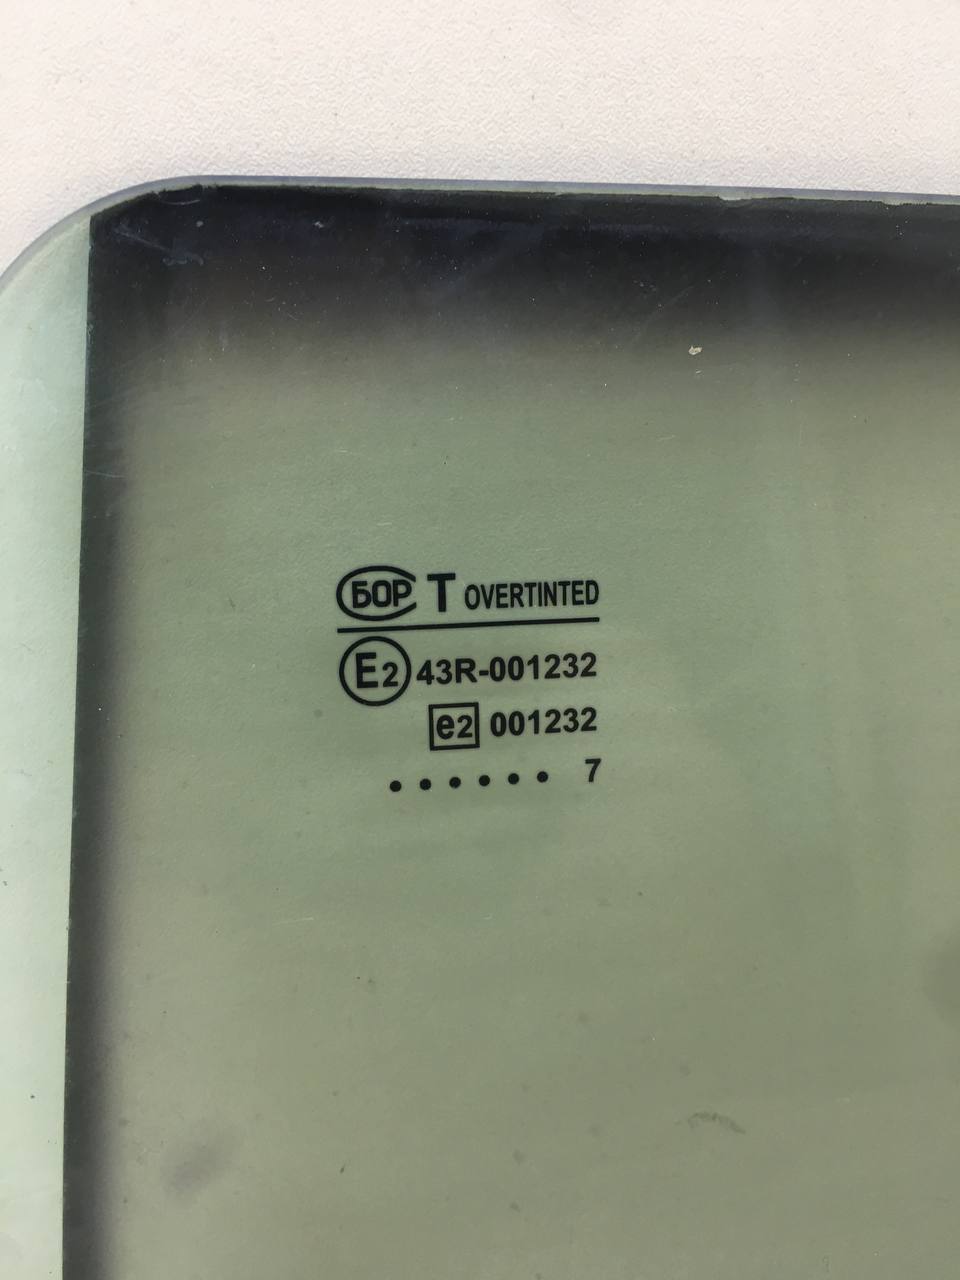 БОР T OVERTINTED
E2 43R-001232
e2 001232
...... 7